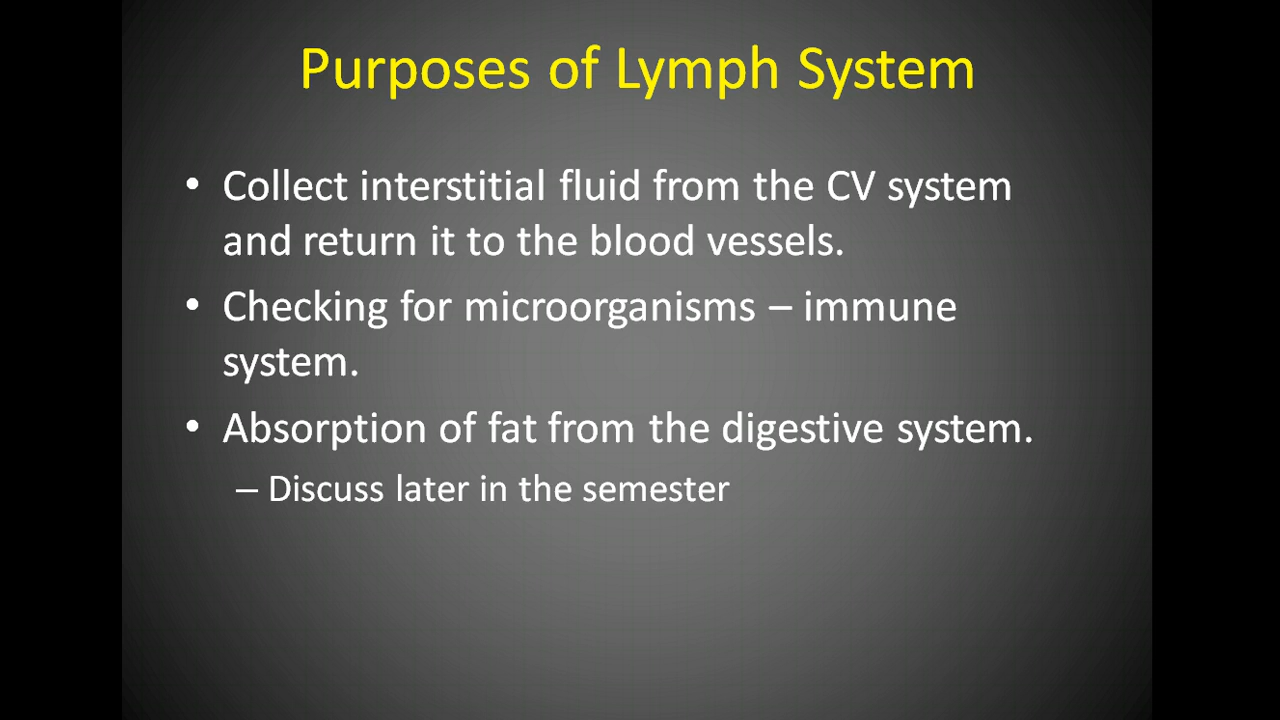 Purposes of Lymph System
• Collect interstitial fluid from the CV system
and return it to the blood vessels.
• Checking for microorganisms – immune
system.
• Absorption of fat from the digestive system.
– Discuss later in the semester